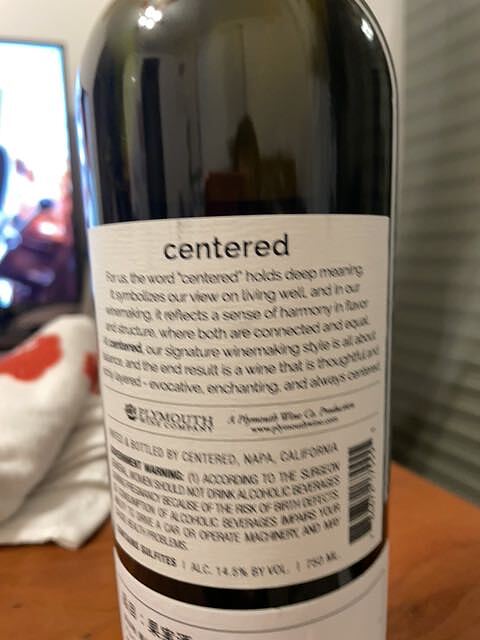 centered
For us, the word "centered" holds deep meaning.
It symbolizes our view on living well, and in our
winemaking, it reflects a sense of harmony in flavor
and structure, where both are connected and equal.
centered, our signature winemaking style is all about
balance, and the end result is a wine that is thoughtful and
layered - evocative, enchanting, and always centered.
PLYMOUTH
WINE COMPANY
A Plymouth Wine Co. Production
www.plymouthwine.com
& BOTTLED BY CENTERED, NAPA, CALIFORNIA
GOVERNMENT WARNING: (1) ACCORDING TO THE SURGEON
GENERAL, WOMEN SHOULD NOT DRINK ALCOHOLIC BEVERAGES
DURING PREGNANCY BECAUSE OF THE RISK OF BIRTH DEFECTS.
CONSUMPTION OF ALCOHOLIC BEVERAGES IMPAIRS YOUR
ABILITY TO DRIVE A CAR OR OPERATE MACHINERY, AND MAY
CAUSE HEALTH PROBLEMS.
CONTAINS SULFITES | ALC. 14.5% BY VOL. | 750 ML
品目：果実酒